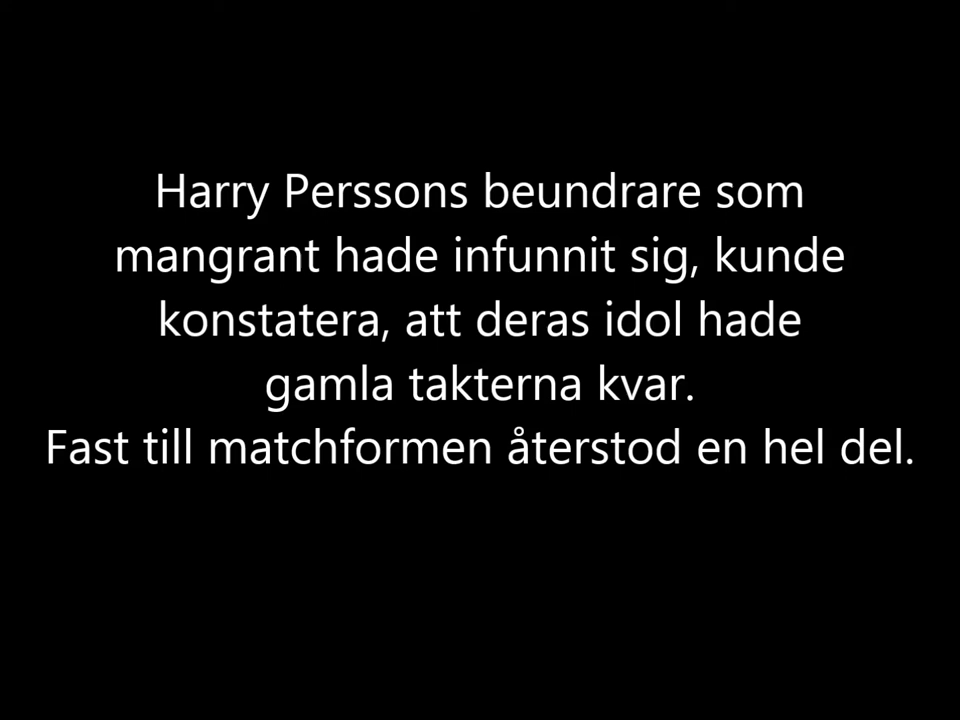 Harry Perssons beundrare som
mangrant hade infunnit sig, kunde
konstatera, att deras idol hade
gamla takterna kvar.
Fast till matchformen återstod en hel del.